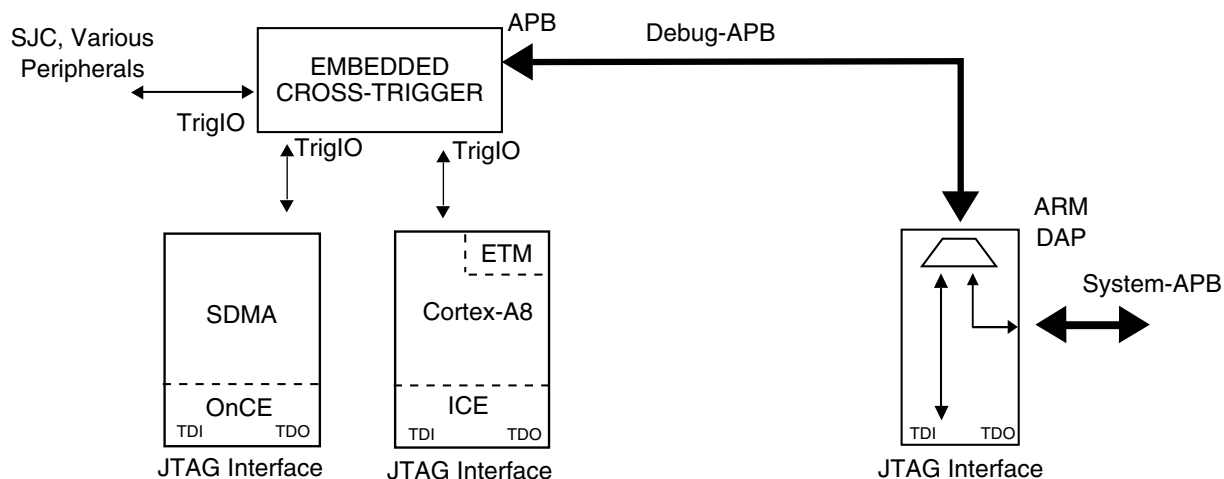 SJC, Various
Peripherals
TrigIO
EMBEDDED
CROSS-TRIGGER
APB
Debug-APB
TrigIO
TrigIO
SDMA
OnCE
TDI TDO
JTAG Interface
ETM
Cortex-A8
ICE
TDI TDO
JTAG Interface
ARM
DAP
System-APB
TDI TDO
JTAG Interface